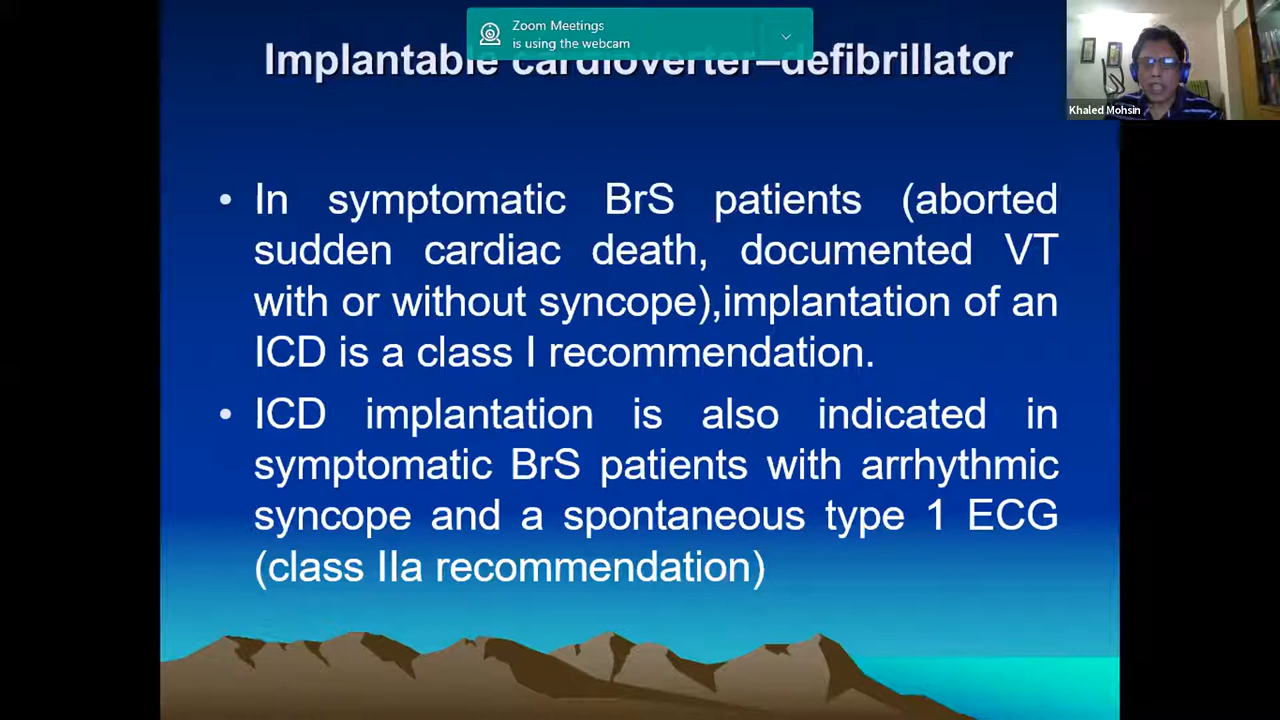 Zoom Meetings
is using the webcam
Implantable cardioverter–defibrillator
Khaled Mohsin
• In symptomatic BrS patients (aborted
sudden cardiac death, documented VT
with or without syncope),implantation of an
ICD is a class I recommendation.
• ICD implantation is also indicated in
symptomatic BrS patients with arrhythmic
syncope and a spontaneous type 1 ECG
(class IIa recommendation)